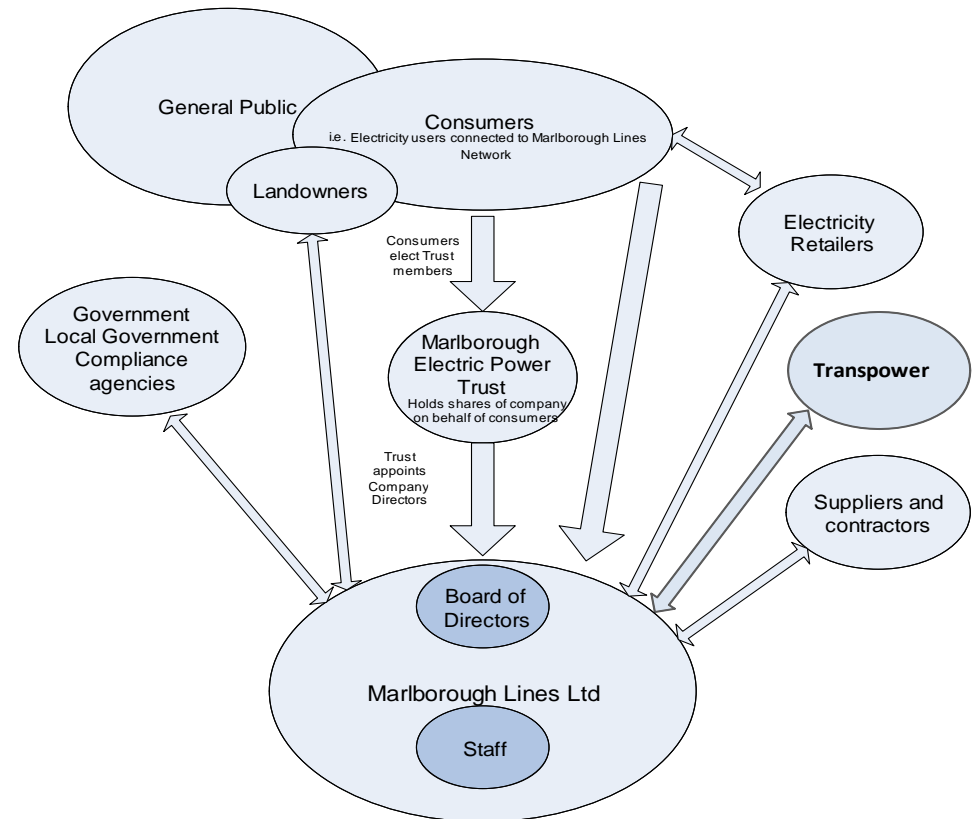 General Public
Consumers
i.e. Electricity users connected to Marlborough Lines
Network
Landowners
Electricity
Retailers
Consumers
elect Trust
members
Government
Local Government
Compliance
agencies
Marlborough
Electric Power
Trust
Holds shares of company
on behalf of consumers
Transpower
Trust
appoints
Company
Directors
Suppliers and
contractors
Board of
Directors
Marlborough Lines Ltd
Staff